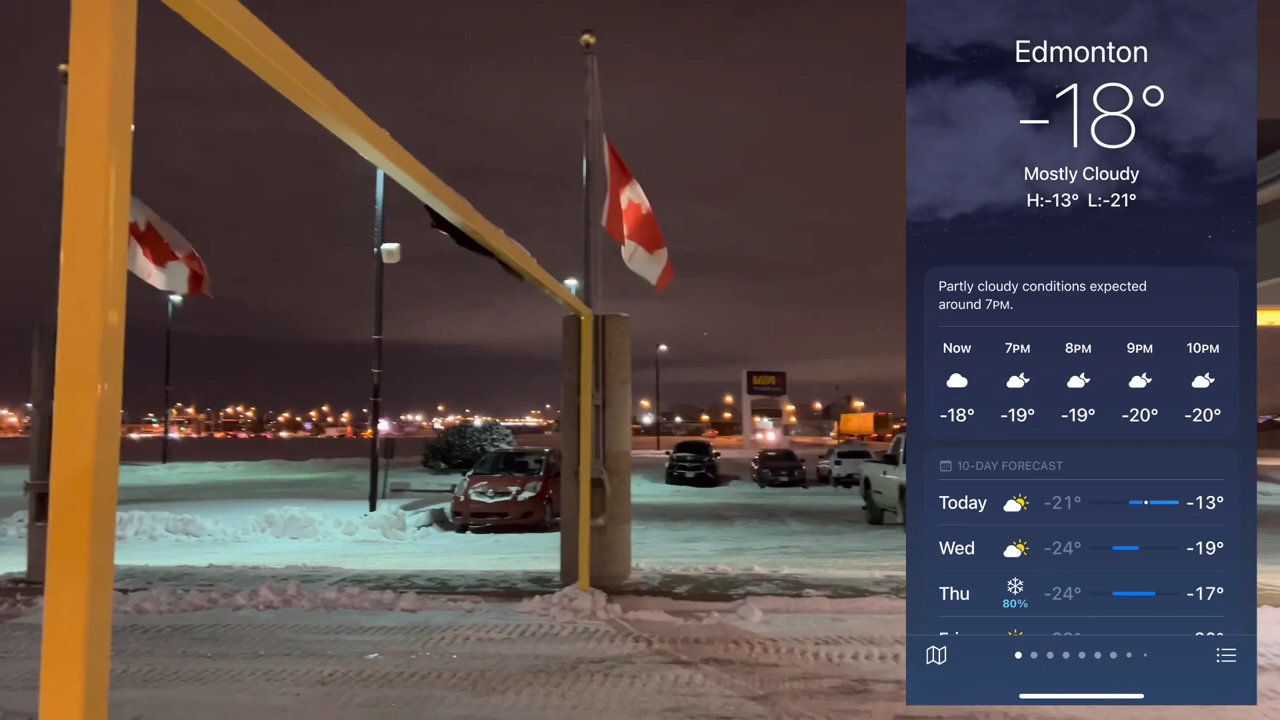 Edmonton
-18°
Mostly Cloudy
H:-13° L:-21°
Partly cloudy conditions expected
around 7PM.
Now 7PM 8PM 9PM 10PM
-18° -19° -19° -20° -20°
10-DAY FORECAST
Today -21° -13°
Wed -24° -19°
Thu 80% -24° -17°
VIA